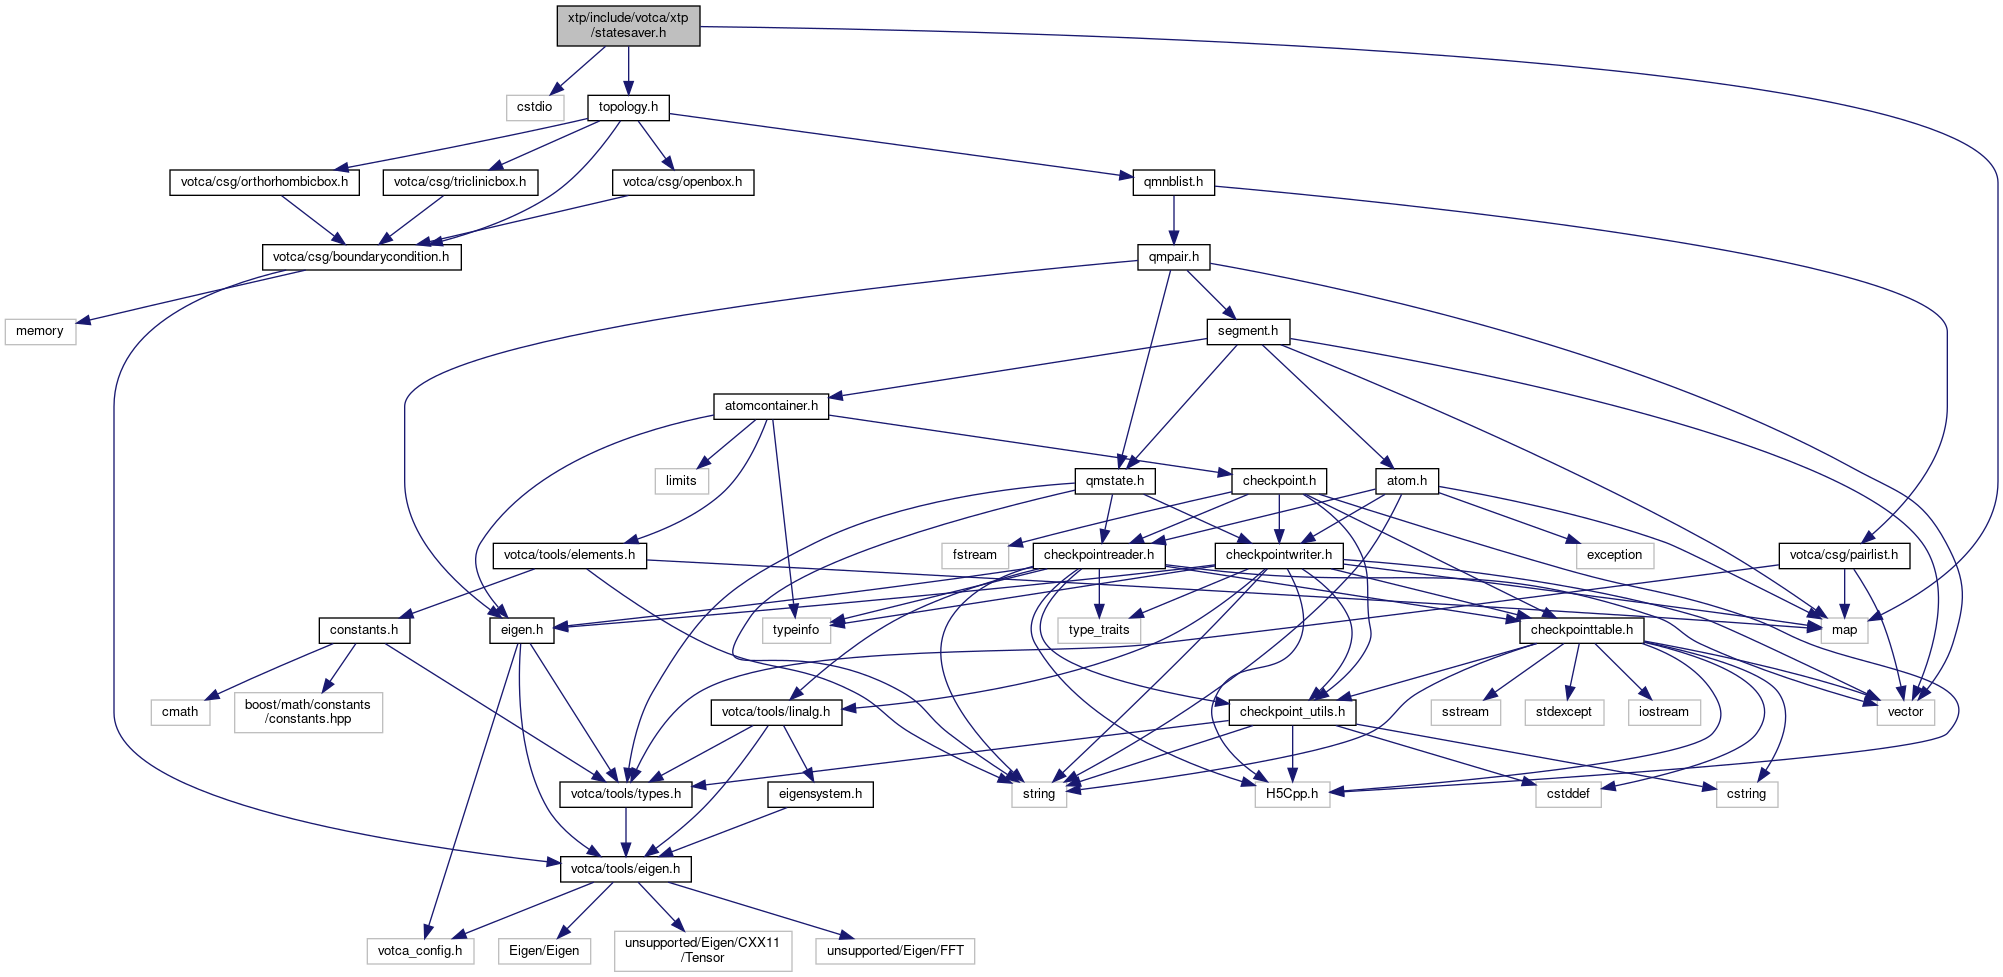 xtp/include/votca/xtp
/statesaver.h
cstdio
topology.h
votca/csg/orthorhombicbox.h
votca/csg/triclinicbox.h
votca/csg/openbox.h
qmnblist.h
votca/csg/boundarycondition.h
qmpair.h
memory
segment.h
atomcontainer.h
limits
qmstate.h
checkpoint.h
atom.h
votca/tools/elements.h
fstream
checkpointreader.h
checkpointwriter.h
exception
votca/csg/pairlist.h
constants.h
eigen.h
typeinfo
type_traits
checkpointtable.h
map
cmath
boost/math/constants
/constants.hpp
votca/tools/linalg.h
checkpoint_utils.h
sstream
stdexcept
iostream
vector
votca/tools/types.h
eigensystem.h
string
H5Cpp.h
cstddef
cstring
votca/tools/eigen.h
votca_config.h
Eigen/Eigen
unsupported/Eigen/CXX11
/Tensor
unsupported/Eigen/FFT